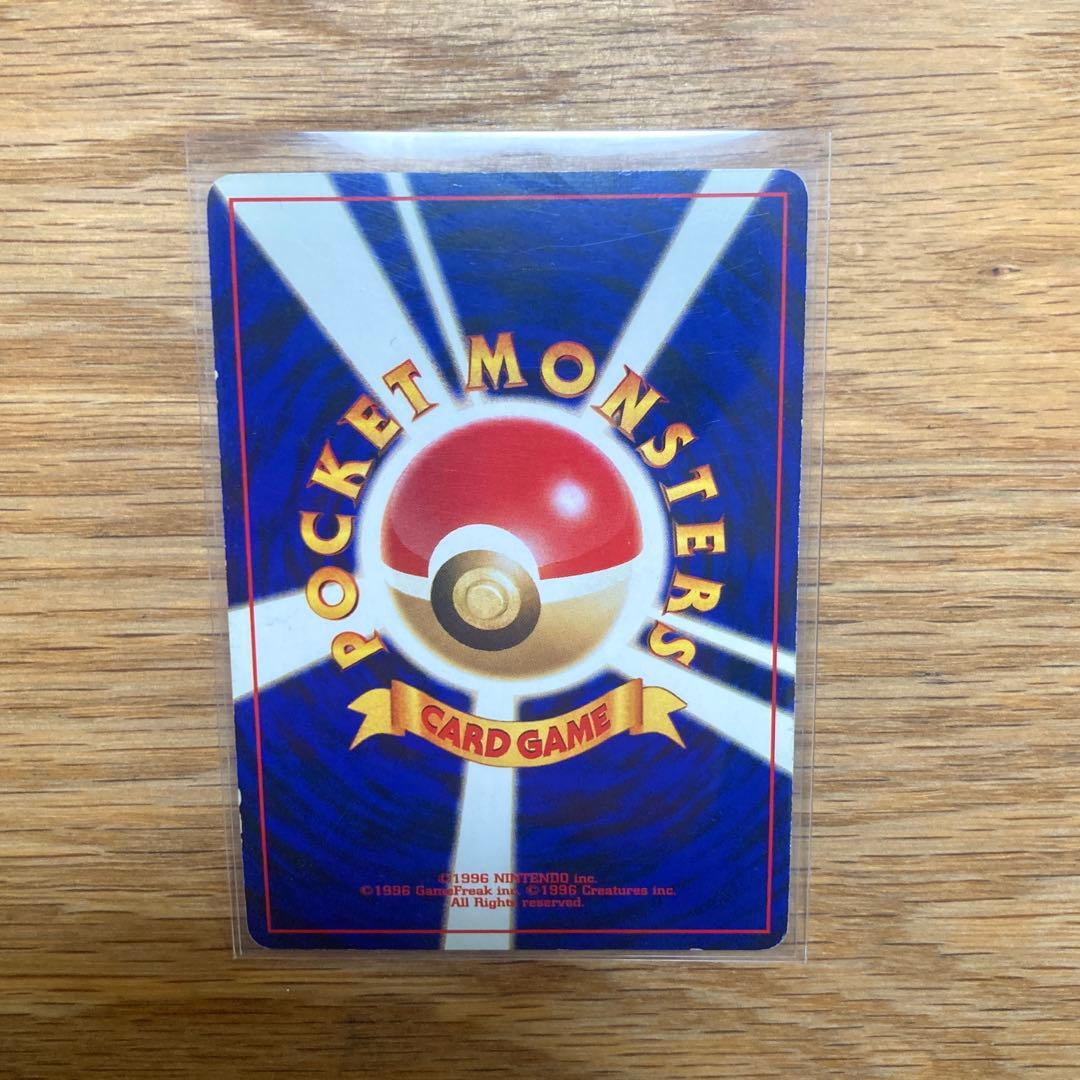 POCKET MONSTERS
CARD GAME
©1996 NINTENDO inc.
©1996 GameFreak inc. ©1996 Creatures inc.
All Rights reserved.